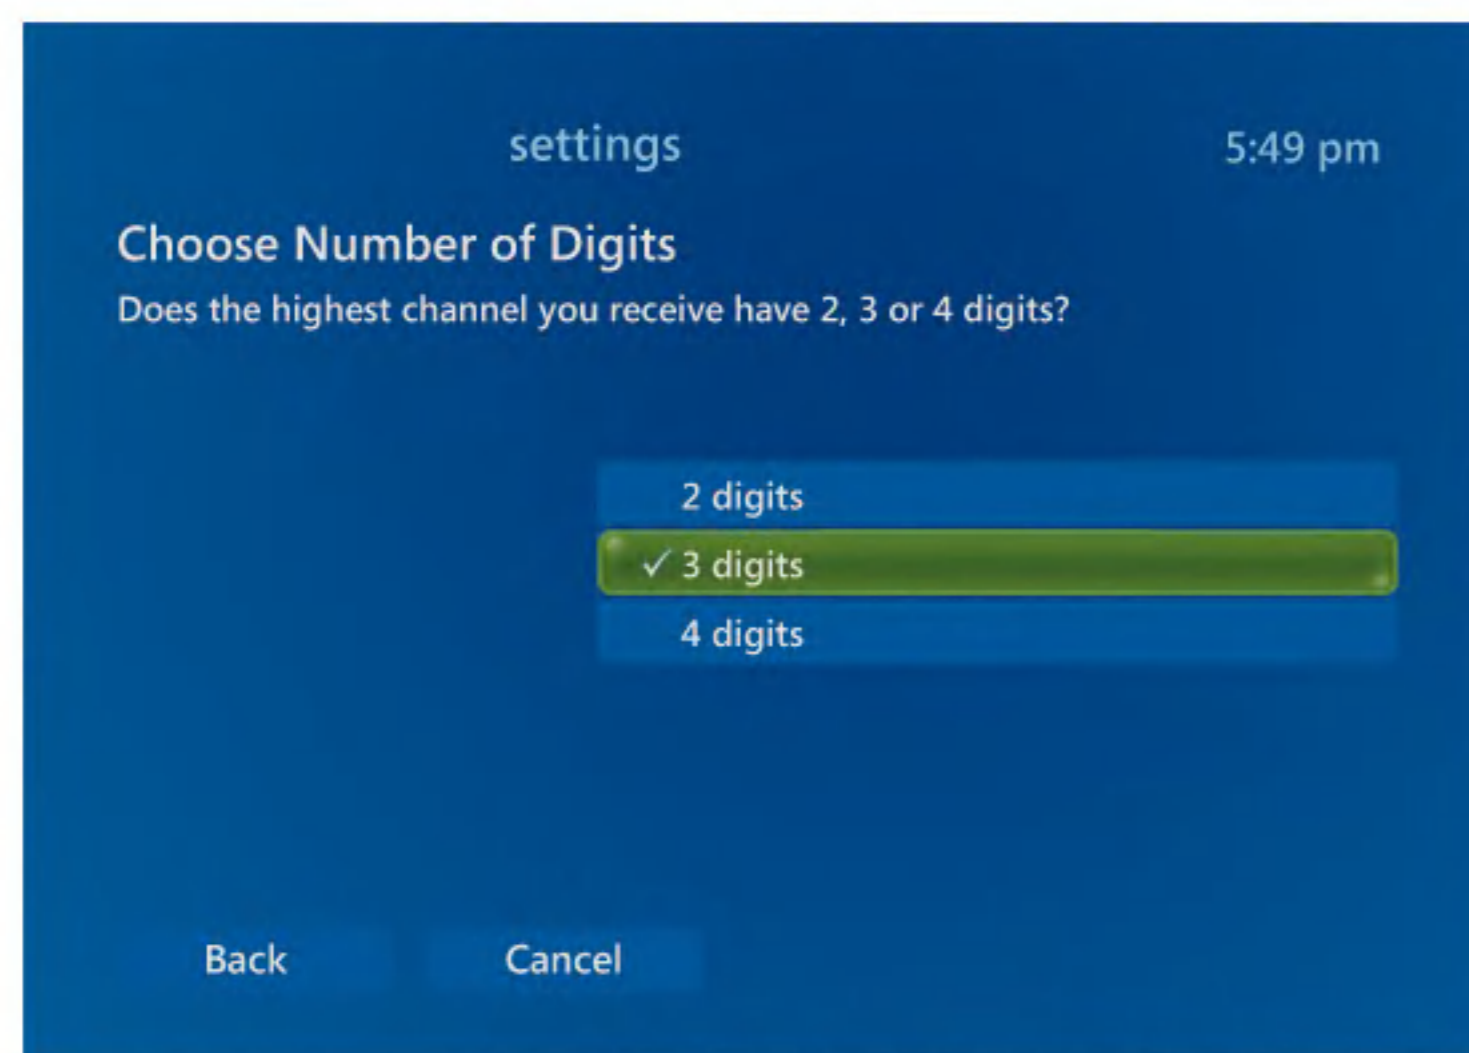 settings
5:49 pm
Choose Number of Digits
Does the highest channel you receive have 2, 3 or 4 digits?
2 digits
✓ 3 digits
4 digits
Back
Cancel